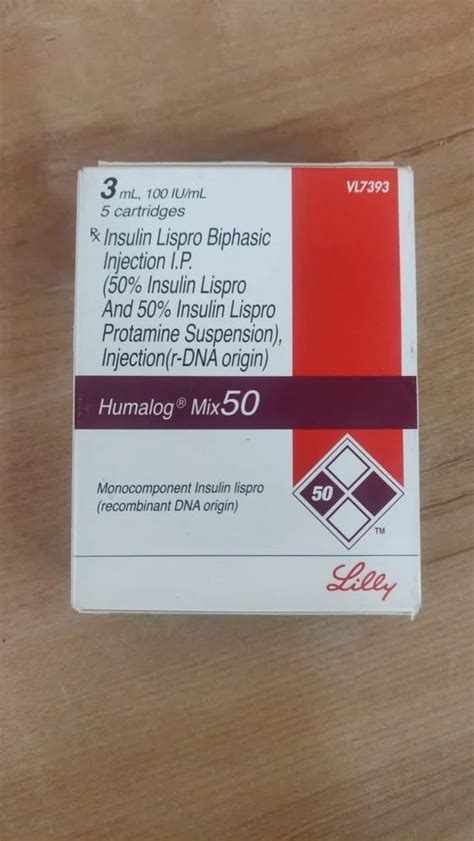 3 mL, 100 IU/mL
5 cartridges
VL7393
℞ Insulin Lispro Biphasic
Injection I.P.
(50% Insulin Lispro
And 50% Insulin Lispro
Protamine Suspension),
Injection(r-DNA origin)
Humalog® Mix50
Monocomponent Insulin lispro
(recombinant DNA origin)
50
TM
Lilly